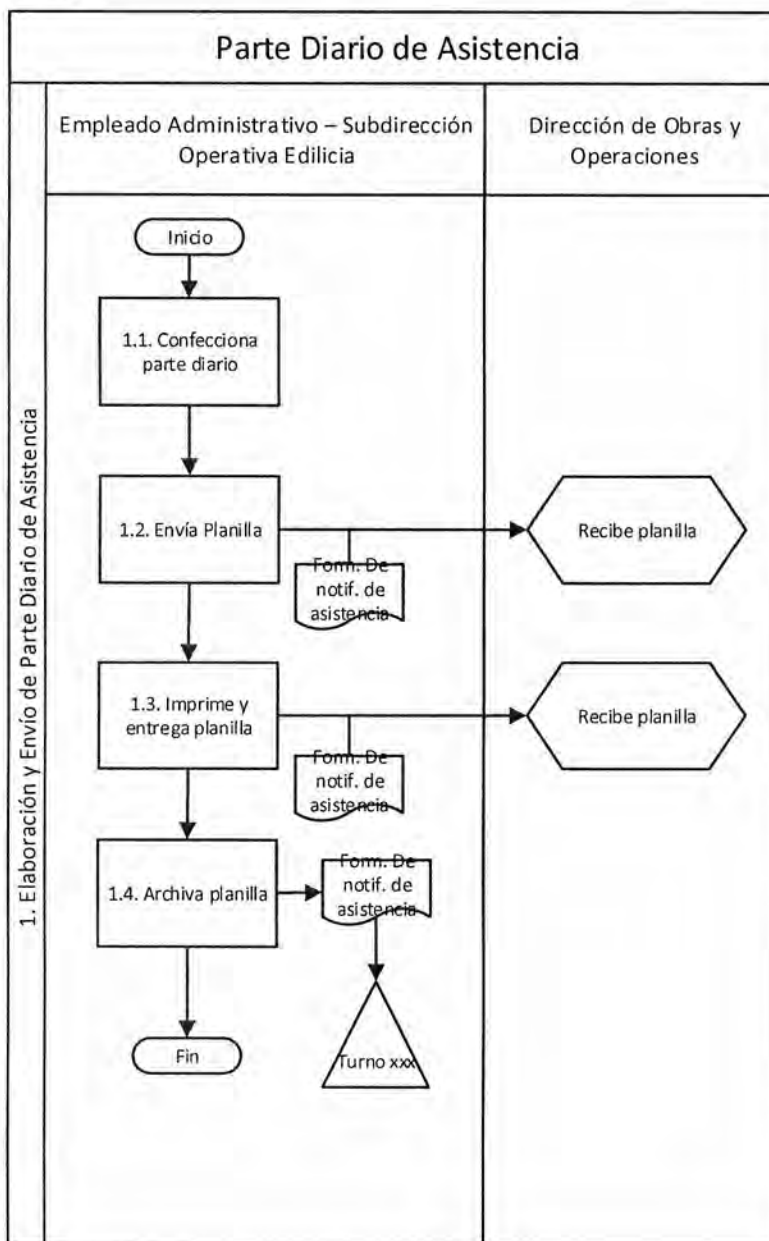 Parte Diario de Asistencia
Empleado Administrativo – Subdirección
Operativa Edilicia
Dirección de Obras y
Operaciones
1. Elaboración y Envío de Parte Diario de Asistencia
Inicio
1.1. Confecciona
parte diario
1.2. Envía Planilla
Form. De
notif. de
asistencia
Recibe planilla
1.3. Imprime y
entrega planilla
Form. De
notif. de
asistencia
Recibe planilla
1.4. Archiva planilla
Form. De
notif. de
asistencia
Fin
Turno xxx